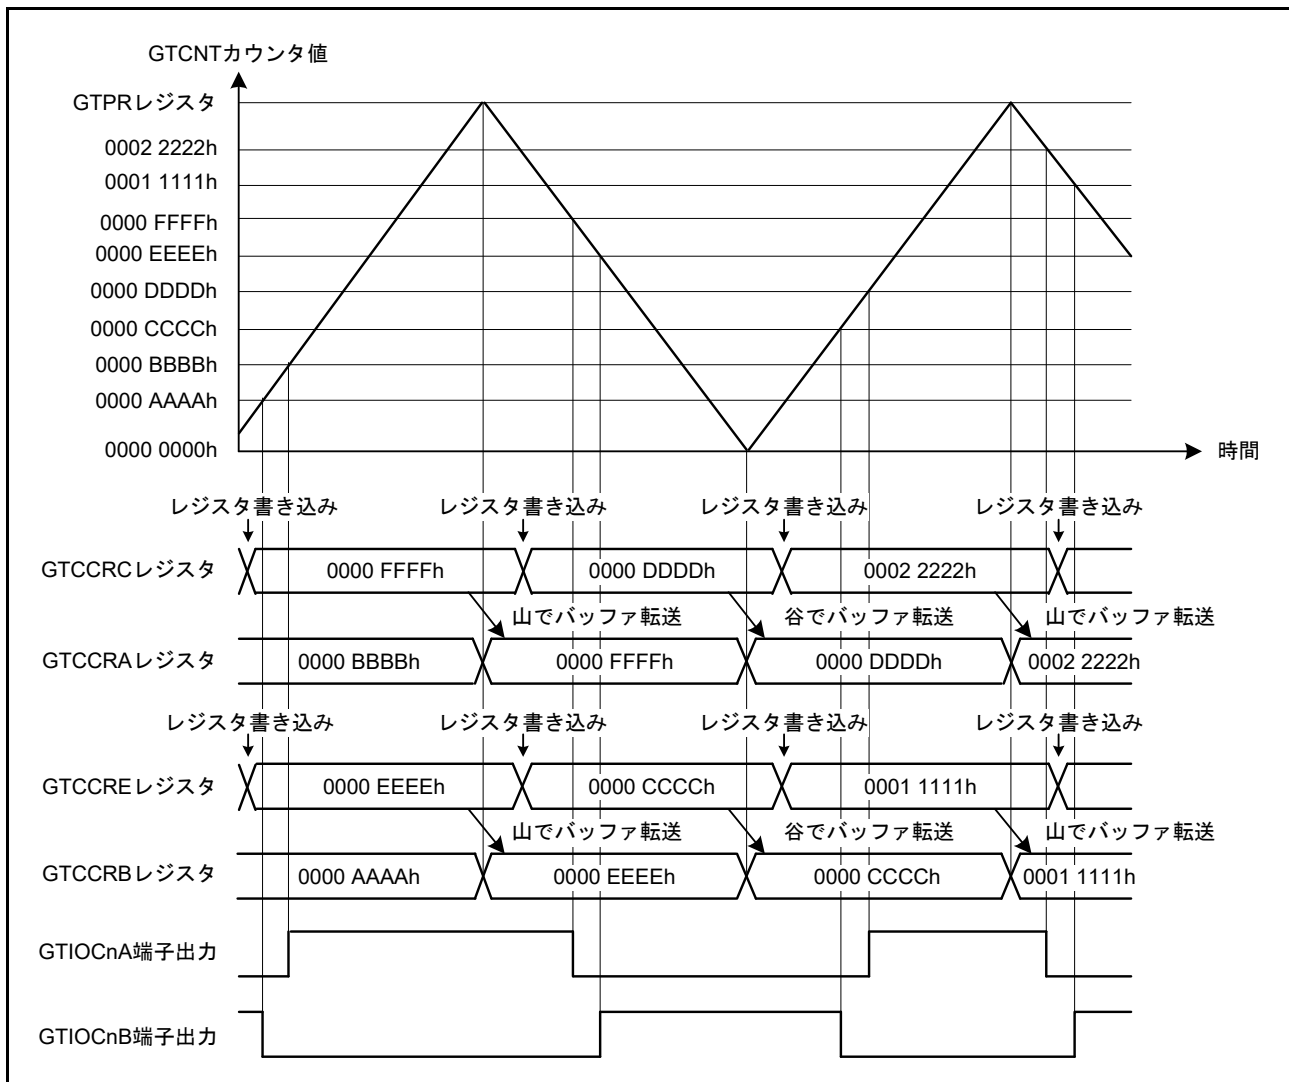 GTCNTカウンタ値
GTPRレジスタ
0002 2222h
0001 1111h
0000 FFFFh
0000 EEEEh
0000 DDDDh
0000 CCCCh
0000 BBBBh
0000 AAAAh
0000 0000h
時間
レジスタ書き込み レジスタ書き込み レジスタ書き込み レジスタ書き込み
GTCCRCレジスタ 0000 FFFFh 0000 DDDDh 0002 2222h
山でバッファ転送 谷でバッファ転送 山でバッファ転送
GTCCRAレジスタ 0000 BBBBh 0000 FFFFh 0000 DDDDh 0002 2222h
レジスタ書き込み レジスタ書き込み レジスタ書き込み レジスタ書き込み
GTCCREレジスタ 0000 EEEEh 0000 CCCCh 0001 1111h
山でバッファ転送 谷でバッファ転送 山でバッファ転送
GTCCRBレジスタ 0000 AAAAh 0000 EEEEh 0000 CCCCh 0001 1111h
GTIOCnA端子出力
GTIOCnB端子出力